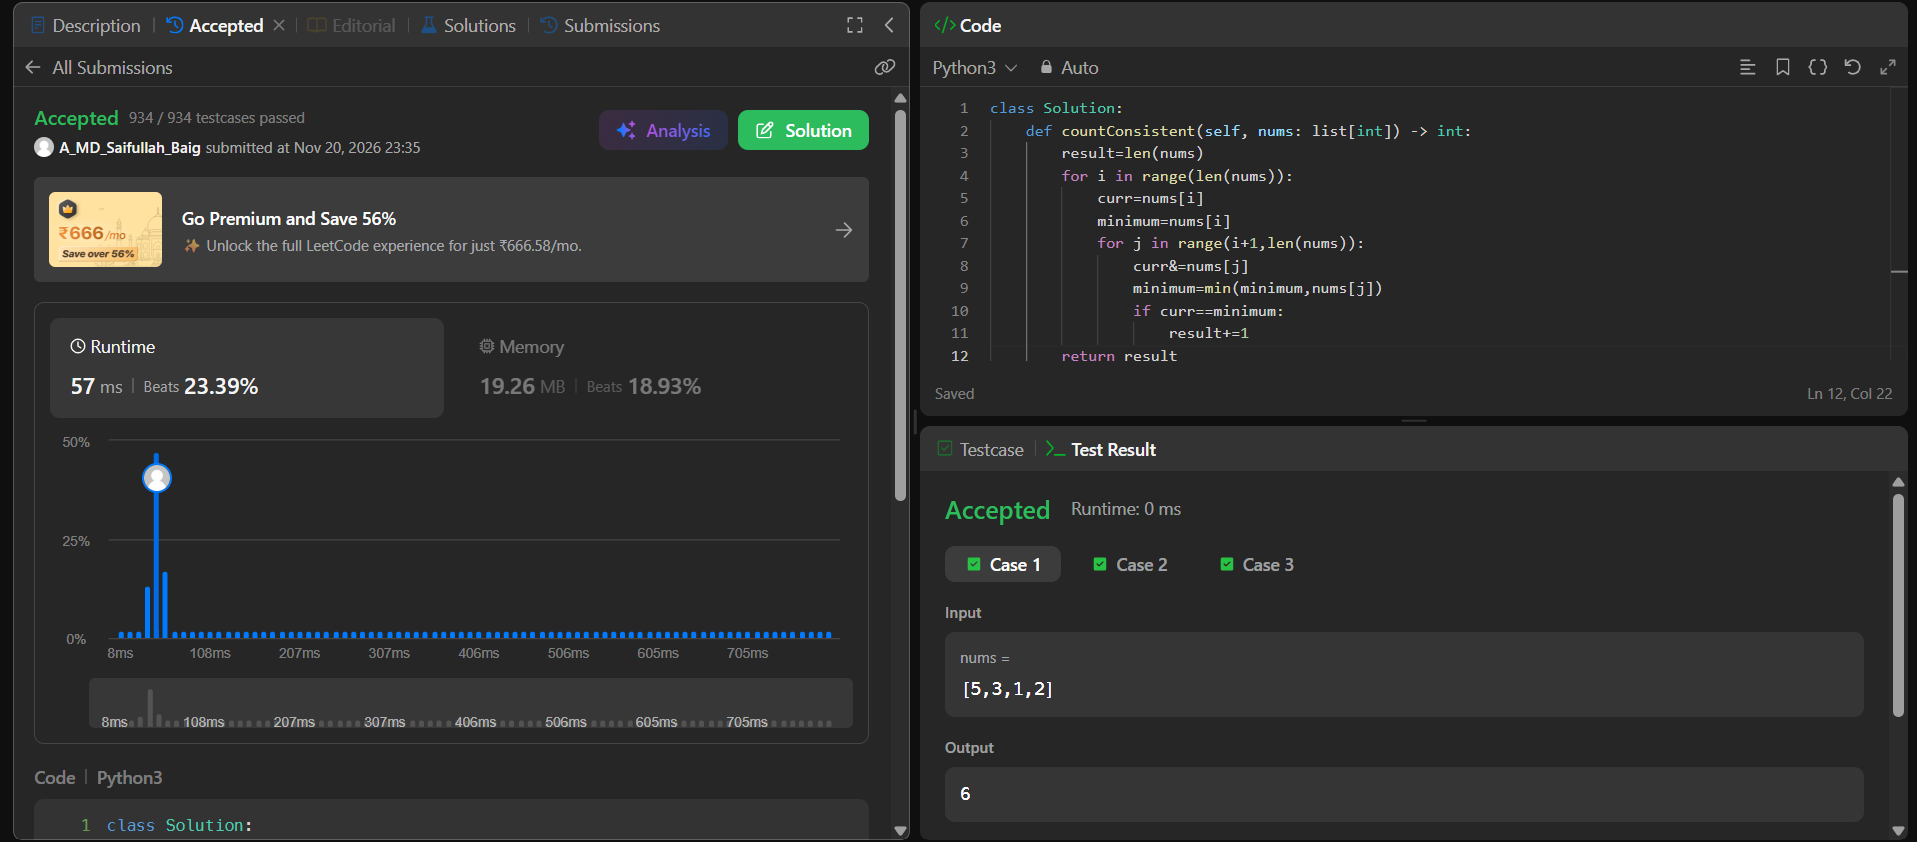 Description
Accepted
Editorial
Solutions
Submissions
All Submissions
Accepted 934 / 934 testcases passed
A_MD_Saifullah_Baig submitted at Nov 20, 2026 23:35
Analysis
Solution
₹666 /mo
Save over 56%
Go Premium and Save 56%
✨ Unlock the full LeetCode experience for just ₹666.58/mo.
Runtime
57 ms | Beats 23.39%
Memory
19.26 MB | Beats 18.93%
50%
25%
0%
8ms 108ms 207ms 307ms 406ms 506ms 605ms 705ms
8ms 108ms 207ms 307ms 406ms 506ms 605ms 705ms
Code | Python3
1 class Solution:
</> Code
Python3 Auto
1 class Solution:
2     def countConsistent(self, nums: list[int]) -> int:
3         result=len(nums)
4         for i in range(len(nums)):
5             curr=nums[i]
6             minimum=nums[i]
7             for j in range(i+1,len(nums)):
8                 curr&=nums[j]
9                 minimum=min(minimum,nums[j])
10                 if curr==minimum:
11                     result+=1
12         return result
Saved
Ln 12, Col 22
Testcase
Test Result
Accepted Runtime: 0 ms
Case 1 Case 2 Case 3
Input
nums =
[5,3,1,2]
Output
6